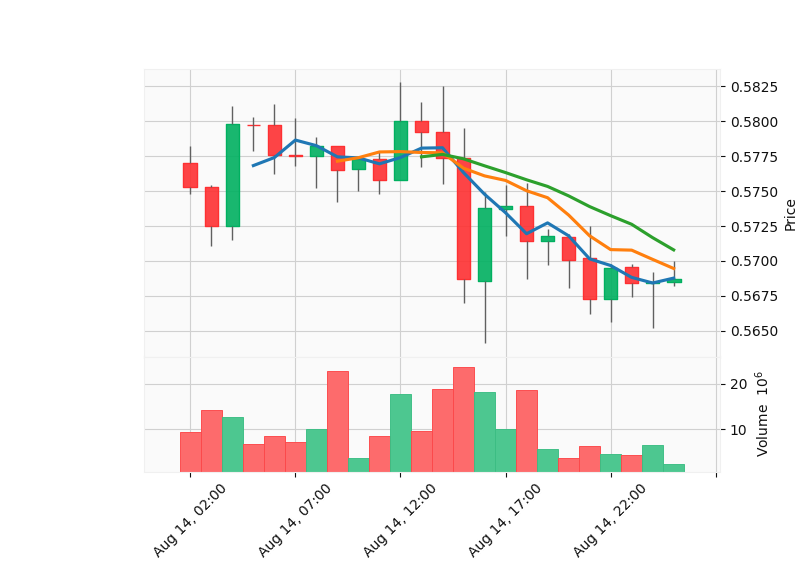 0.5825
0.5800
0.5775
0.5750
0.5725
0.5700
0.5675
0.5650
Price
20
10
Volume 10⁶
Aug 14, 02:00
Aug 14, 07:00
Aug 14, 12:00
Aug 14, 17:00
Aug 14, 22:00